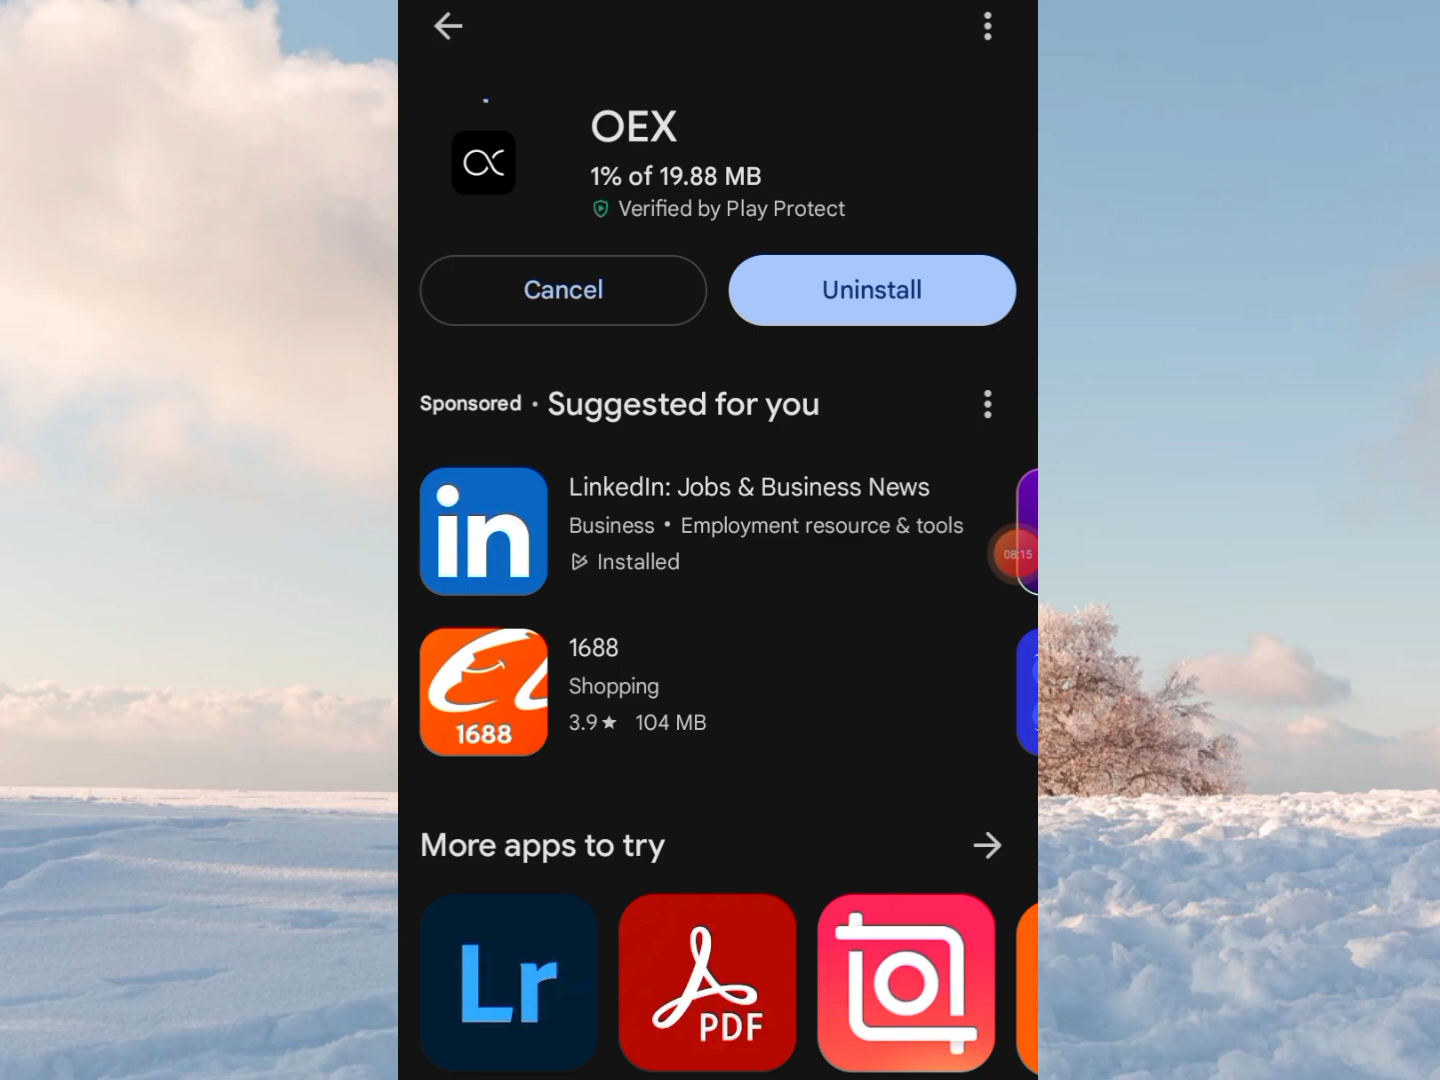 OEX
1% of 19.88 MB
Verified by Play Protect
Cancel
Uninstall
Sponsored • Suggested for you
LinkedIn: Jobs & Business News
Business • Employment resource & tools
Installed
08:15
in
1688
Shopping
3.9★ 104 MB
1688
More apps to try
Lr
PDF